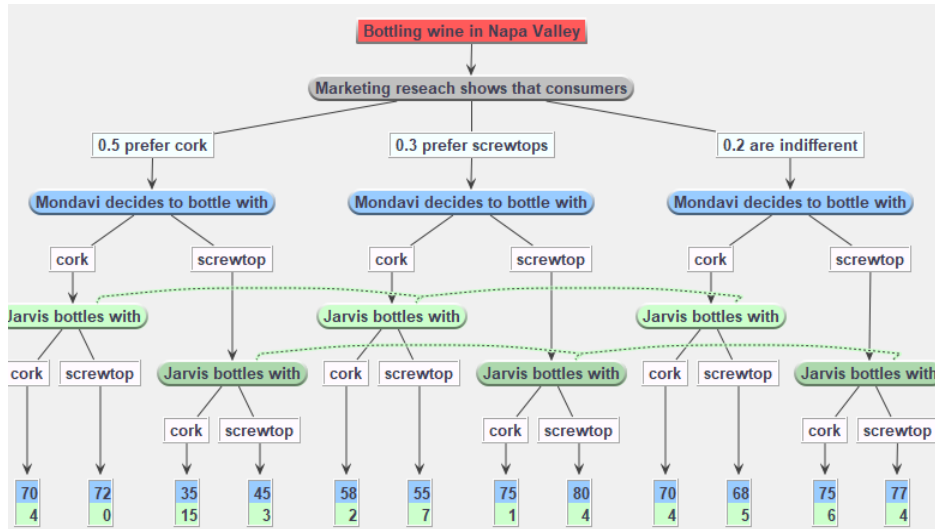 Bottling wine in Napa Valley
Marketing reseach shows that consumers
0.5 prefer cork 0.3 prefer screwtops 0.2 are indifferent
Mondavi decides to bottle with Mondavi decides to bottle with Mondavi decides to bottle with
cork screwtop cork screwtop cork screwtop
Jarvis bottles with Jarvis bottles with Jarvis bottles with
cork screwtop Jarvis bottles with cork screwtop Jarvis bottles with cork screwtop Jarvis bottles with
cork screwtop cork screwtop cork screwtop
70 72 35 45 58 55 75 80 70 68 75 77
4 0 15 3 2 7 1 4 4 5 6 4